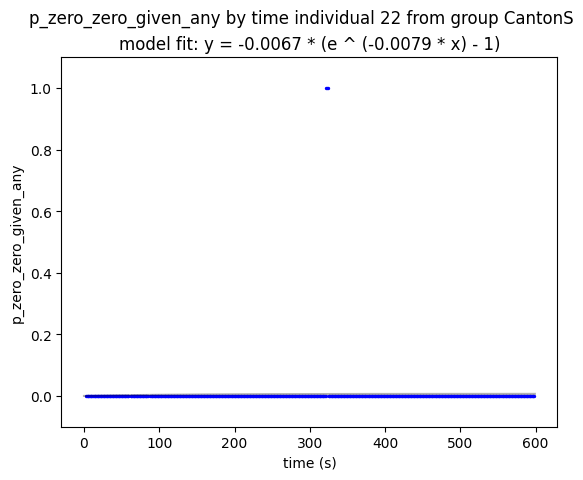 p_zero_zero_given_any by time individual 22 from group CantonS
model fit: y = -0.0067 * (e ^ (-0.0079 * x) - 1)
1.0
0.8
0.6
0.4
0.2
0.0
p_zero_zero_given_any
0 100 200 300 400 500 600
time (s)